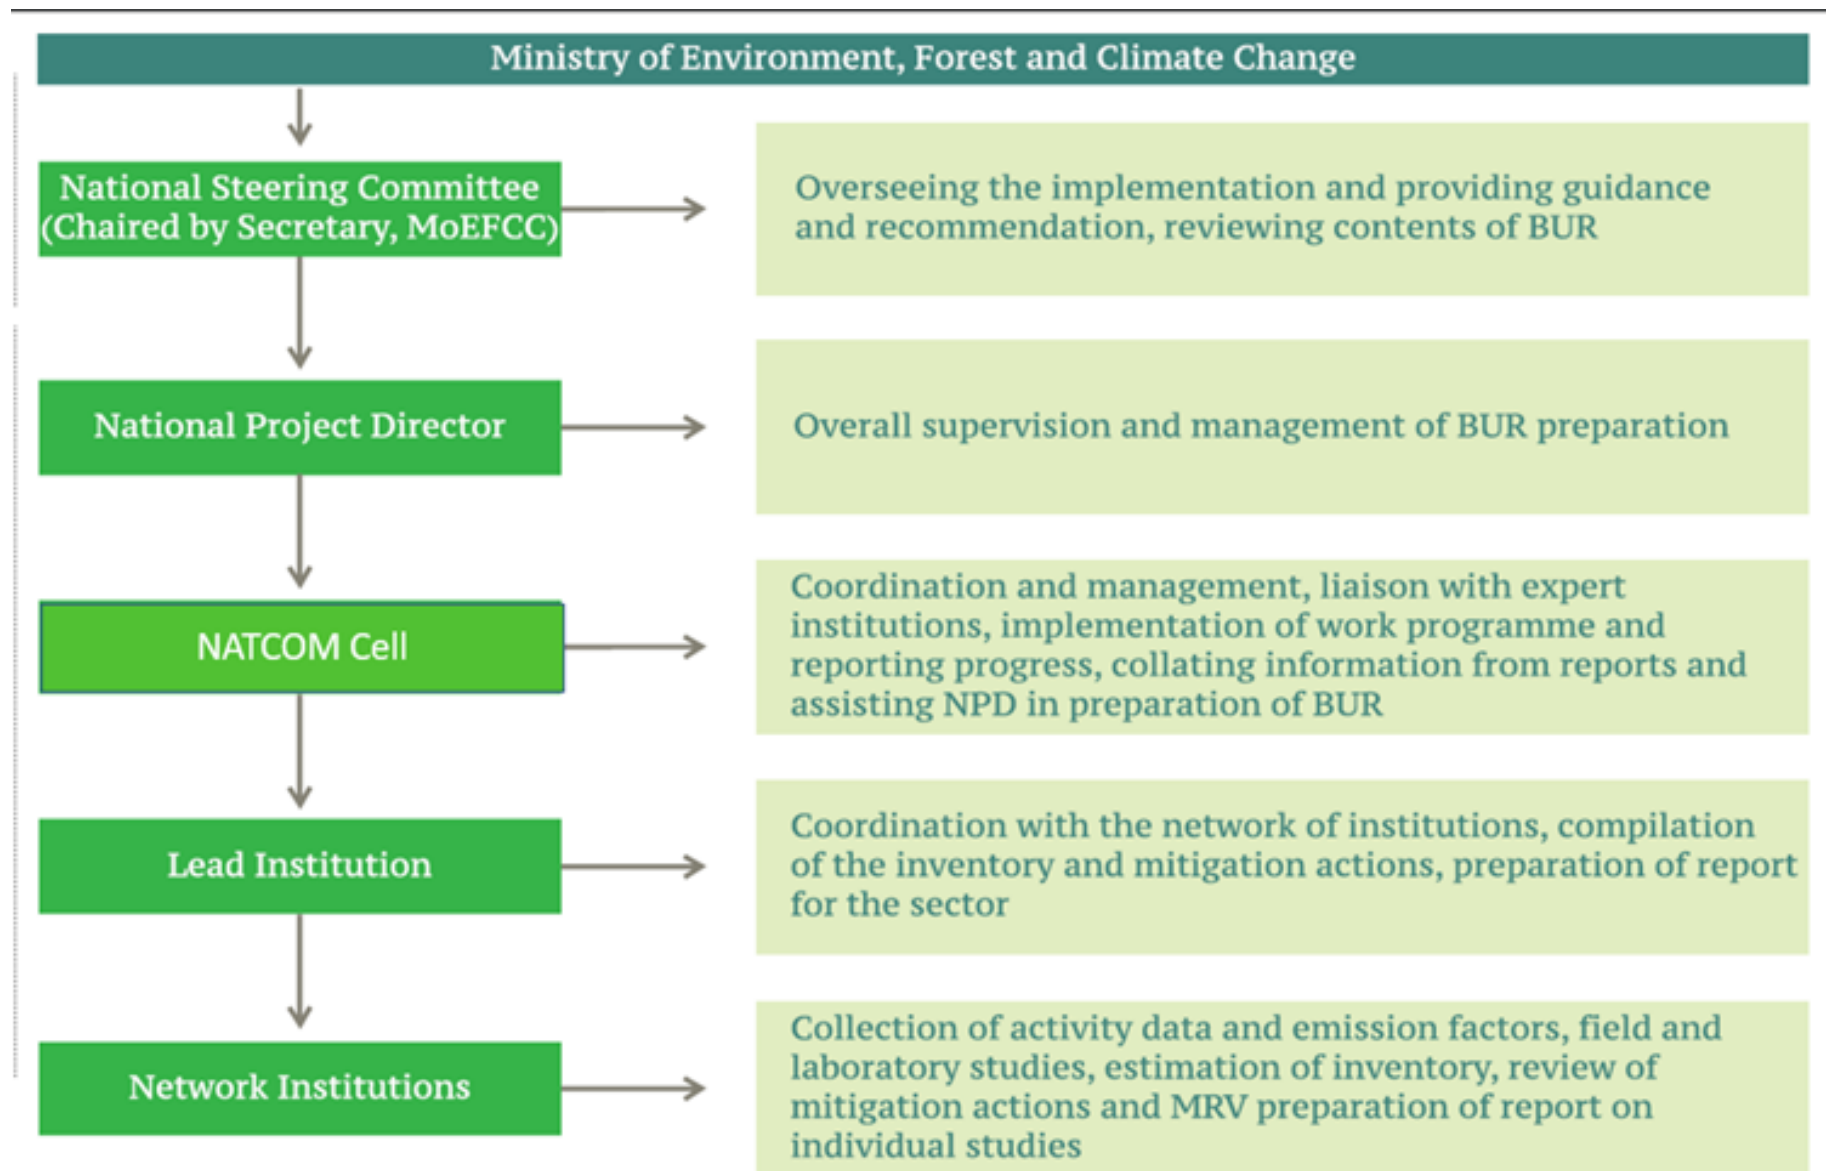 Ministry of Environment, Forest and Climate Change
National Steering Committee
(Chaired by Secretary, MoEFCC)
Overseeing the implementation and providing guidance
and recommendation, reviewing contents of BUR
National Project Director
Overall supervision and management of BUR preparation
NATCOM Cell
Coordination and management, liaison with expert
institutions, implementation of work programme and
reporting progress, collating information from reports and
assisting NPD in preparation of BUR
Lead Institution
Coordination with the network of institutions, compilation
of the inventory and mitigation actions, preparation of report
for the sector
Network Institutions
Collection of activity data and emission factors, field and
laboratory studies, estimation of inventory, review of
mitigation actions and MRV preparation of report on
individual studies